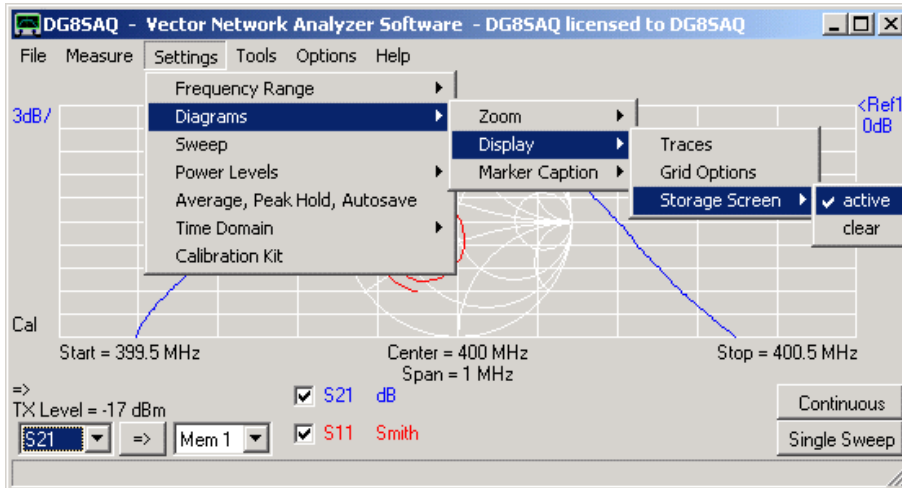 DG8SAQ - Vector Network Analyzer Software - DG8SAQ licensed to DG8SAQ
File Measure Settings Tools Options Help
Frequency Range
Diagrams
Sweep
Power Levels
Average, Peak Hold, Autosave
Time Domain
Calibration Kit
Zoom
Display
Marker Caption
Traces
Grid Options
Storage Screen
active
clear
3dB/
<Ref1
0dB
Cal
Start = 399.5 MHz Center = 400 MHz Stop = 400.5 MHz
Span = 1 MHz
=>
TX Level = -17 dBm
S21 dB
S11 Smith
S21 => Mem 1
Continuous
Single Sweep